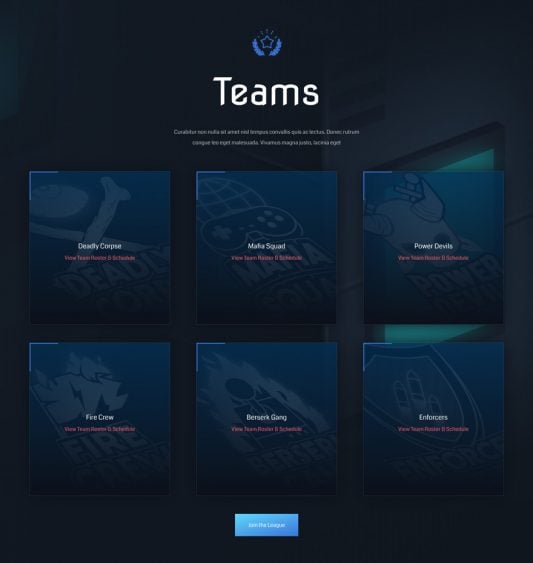 Teams
Curabitur non nulla sit amet nisl tempus convallis quis ac lectus. Donec rutrum
congue leo eget malesuada. Vivamus magna justo, lacinia eget
Deadly Corpse
View Team Roster & Schedule
Mafia Squad
View Team Roster & Schedule
Power Devils
View Team Roster & Schedule
Fire Crew
View Team Roster & Schedule
Berserk Gang
View Team Roster & Schedule
Enforcers
View Team Roster & Schedule
Join the League